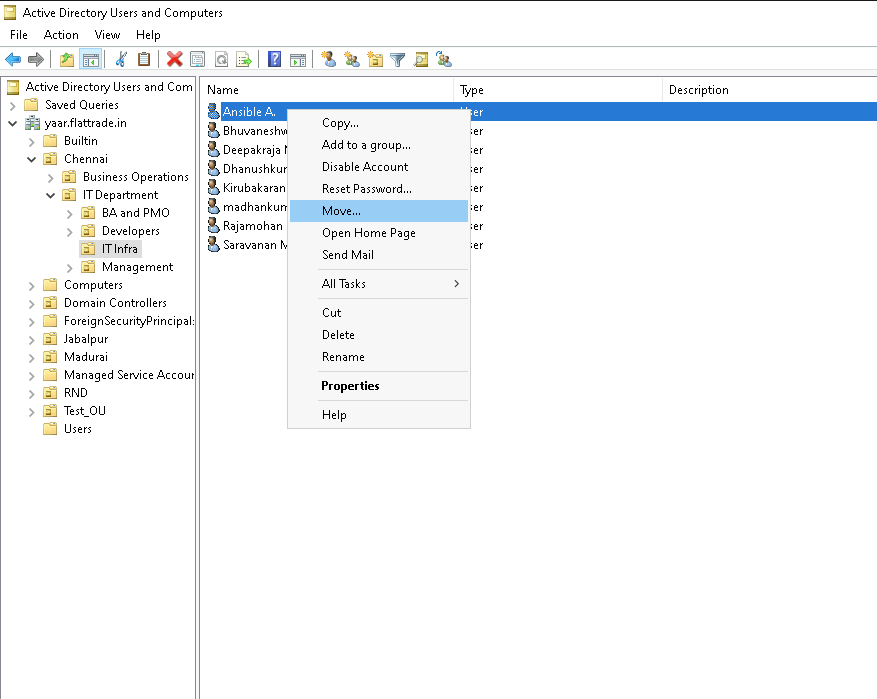 Active Directory Users and Computers
File Action View Help
Active Directory Users and Com
Saved Queries
yaar.flattrade.in
Builtin
Chennai
Business Operations
IT Department
BA and PMO
Developers
IT Infra
Management
Computers
Domain Controllers
ForeignSecurityPrincipal:
Jabalpur
Madurai
Managed Service Accour
RND
Test_OU
Users
Name Type Description
Ansible A. User
Bhuvaneshw ser
Deepakraja M ser
Dhanushkur ser
Kirubakaran ser
madhankum ser
Rajamohan ser
Saravanan M ser
Copy...
Add to a group...
Disable Account
Reset Password...
Move...
Open Home Page
Send Mail
All Tasks
Cut
Delete
Rename
Properties
Help